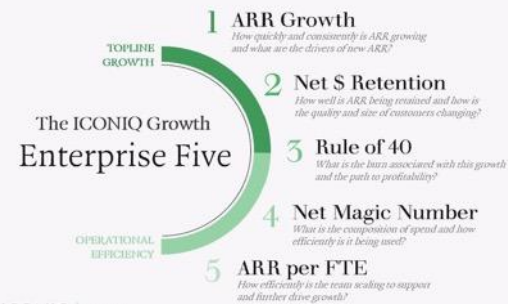 1 ARR Growth
How quickly and consistently is ARR growing
and what are the drivers of new ARR?
TOPLINE
GROWTH
2 Net $ Retention
How well is ARR being retained and how is
the quality and size of customers changing?
The ICONIQ Growth
Enterprise Five
3 Rule of 40
What is the burn associated with this growth
and the path to profitability?
4 Net Magic Number
What is the composition of spend and how
efficiently is it being used?
OPERATIONAL
EFFICIENCY
5 ARR per FTE
How efficiently is the team scaling to support
and further drive growth?